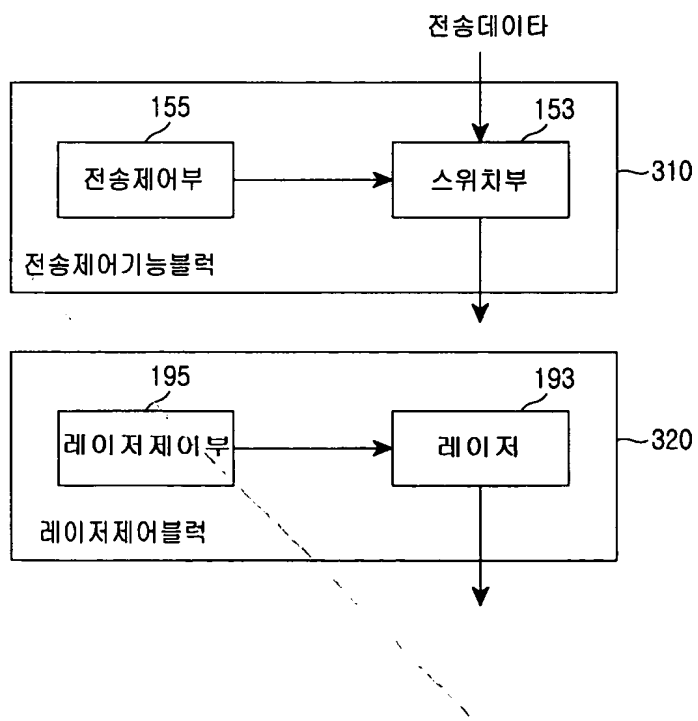 전송데이타
155
153
전송제어부
스위치부
310
전송제어기능블럭
195
193
레이저제어부
레이저
320
레이저제어블럭